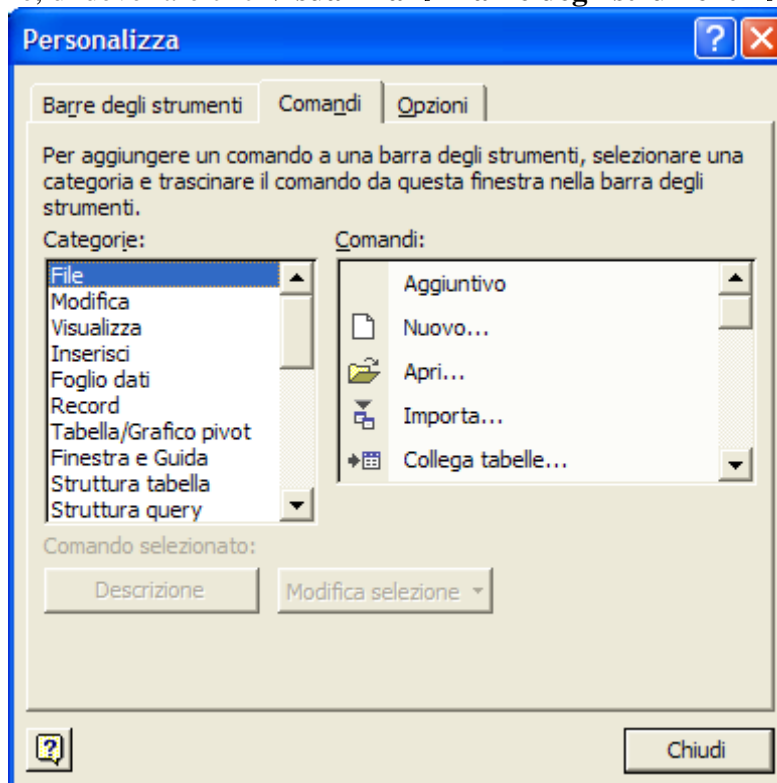 Personalizza
Barre degli strumenti Comandi Opzioni
Per aggiungere un comando a una barra degli strumenti, selezionare una
categoria e trascinare il comando da questa finestra nella barra degli
strumenti.
Categorie:
File
Modifica
Visualizza
Inserisci
Foglio dati
Record
Tabella/Grafico pivot
Finestra e Guida
Struttura tabella
Struttura query
Comandi:
Aggiuntivo
Nuovo...
Apri...
Importa...
Collega tabelle...
Comando selezionato:
Descrizione Modifica selezione
Chiudi